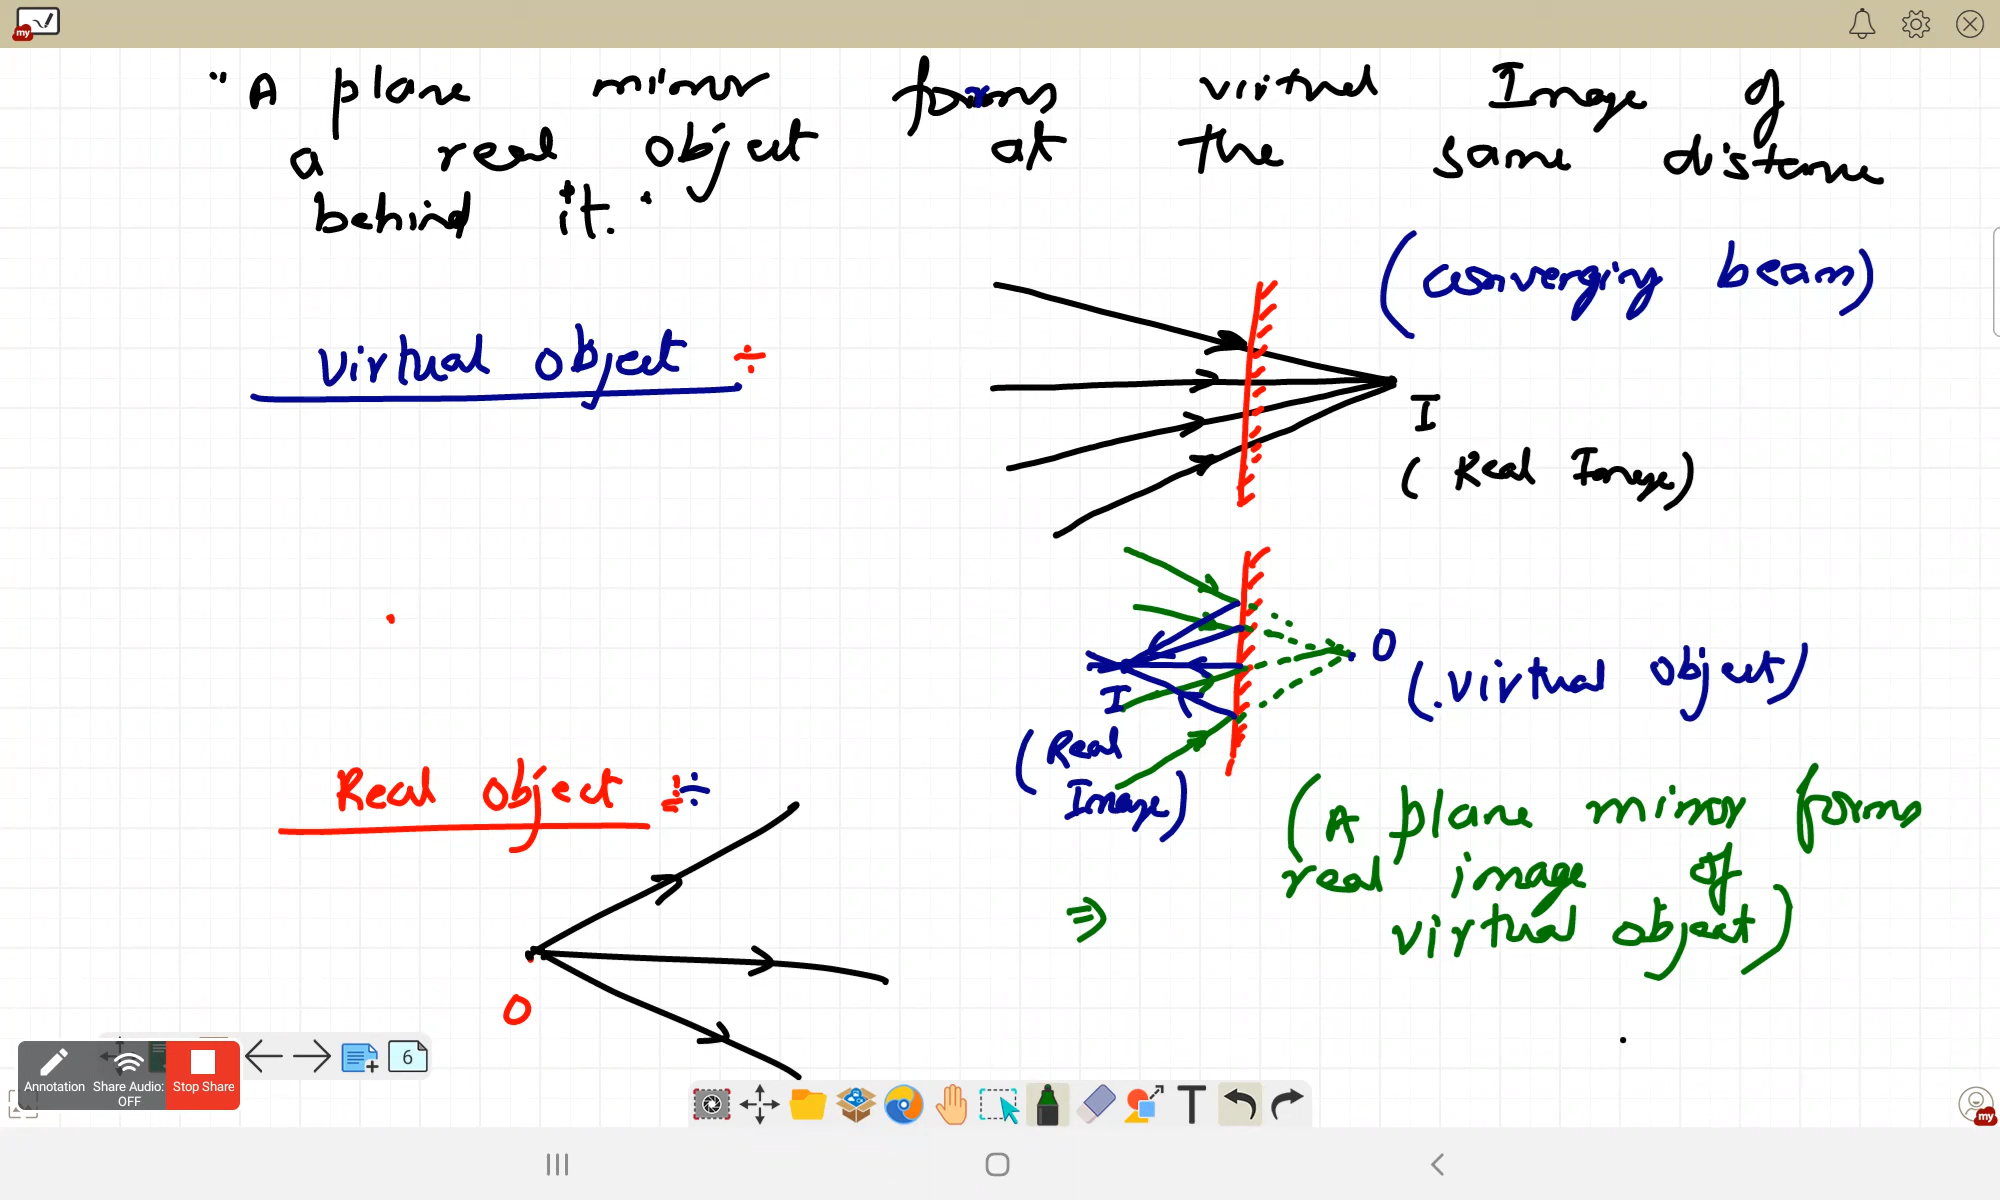 "A plane mirror forms virtual Image of
a real object at the same distance
behind it."
(converging beam)
Virtual object
I
(Real Image)
O
(Virtual object)
I
(Real
Image)
Real object
(A plane mirror forms
real image of
virtual object)
⇒
O
Annotation
Share Audio:
OFF
Stop Share
6
T
my
my